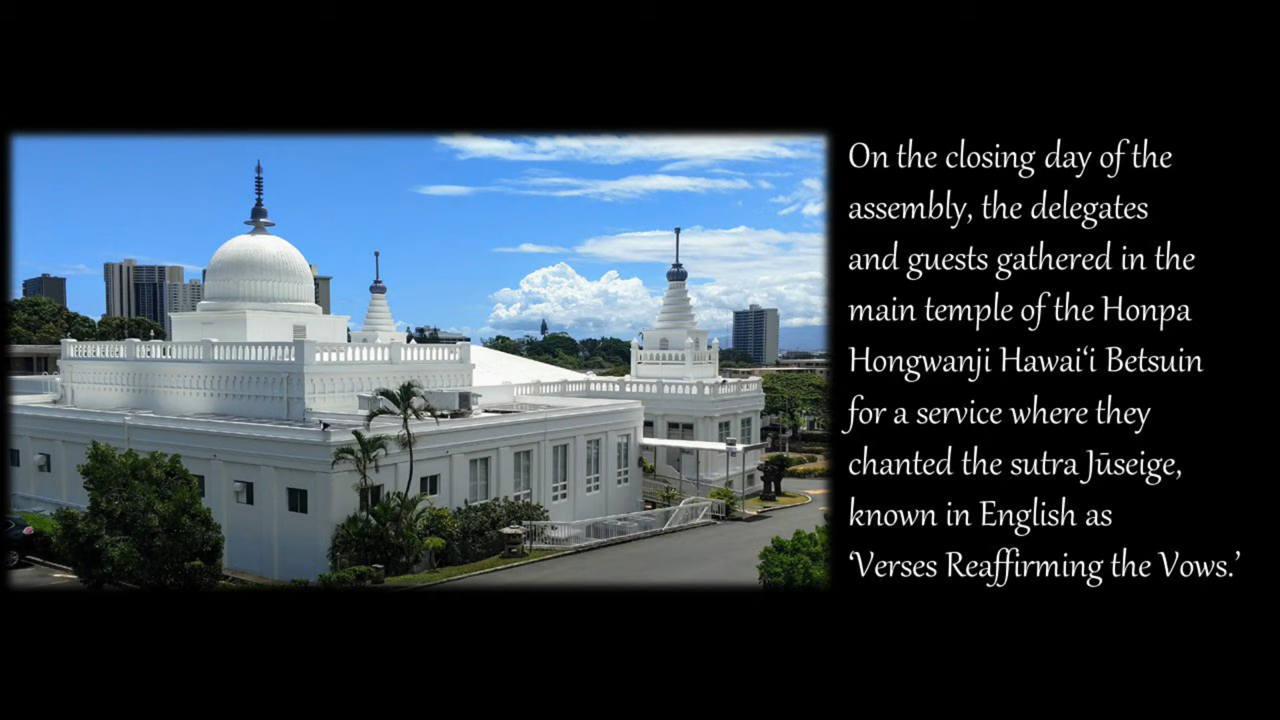 On the closing day of the
assembly, the delegates
and guests gathered in the
main temple of the Honpa
Hongwanji Hawai‘i Betsuin
for a service where they
chanted the sutra Jūseige,
known in English as
‘Verses Reaffirming the Vows.’